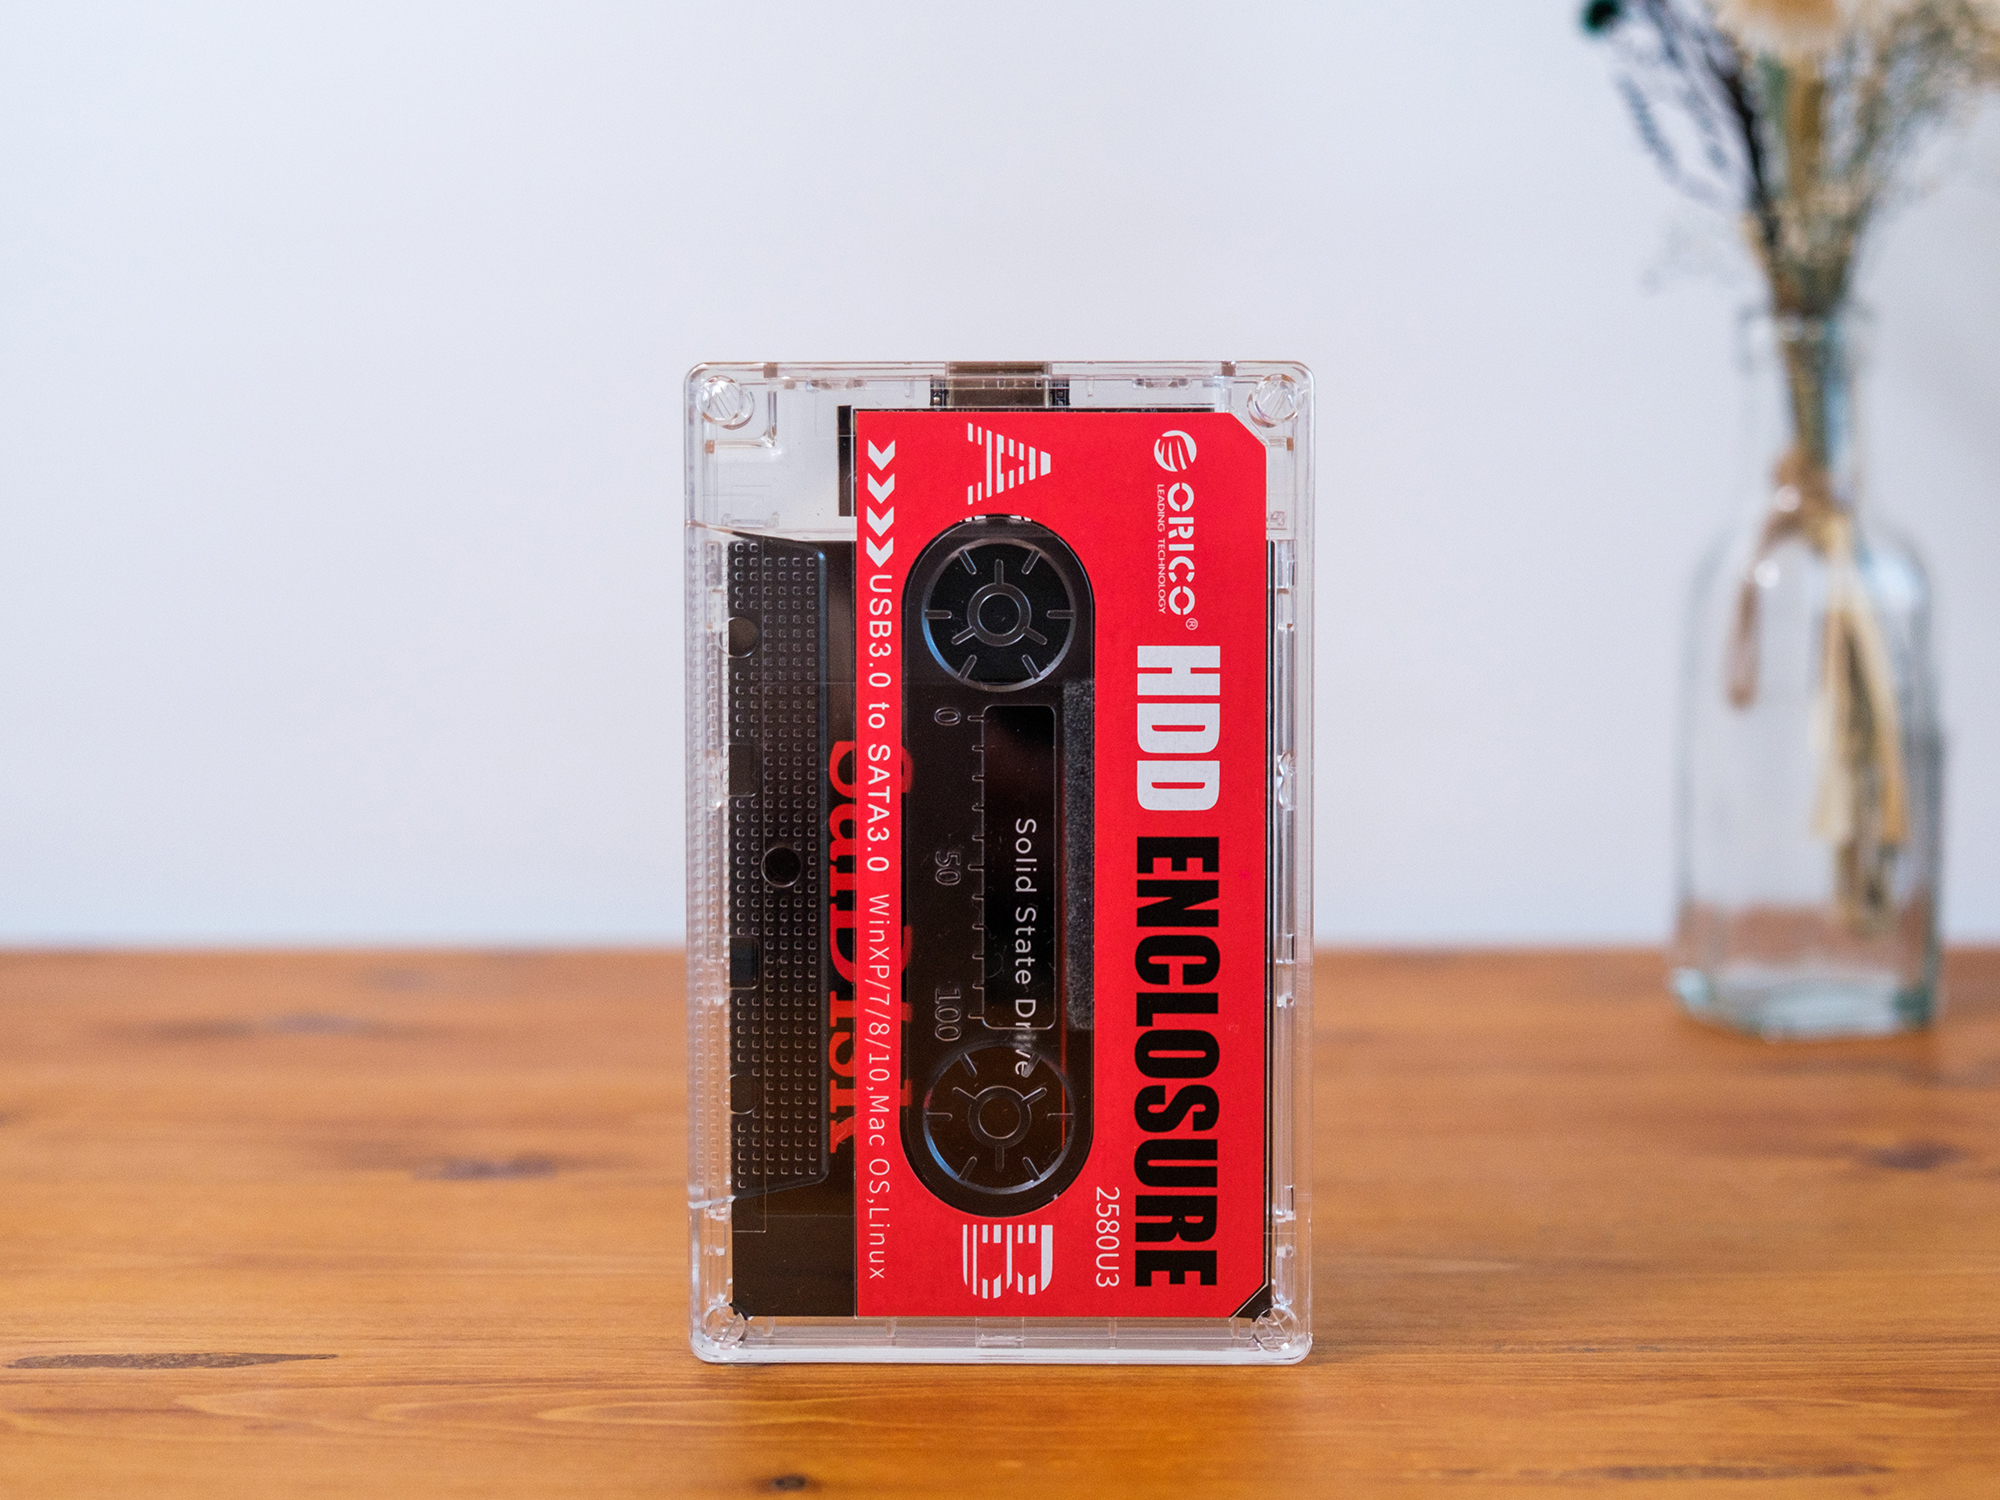 ORICO®
LEADING TECHNOLOGY
HDD ENCLOSURE
2580U3
A
B
Solid State Drive
0 50 100
SanDisk
USB3.0 to SATA3.0 WinXP/7/8/10,Mac OS,Linux